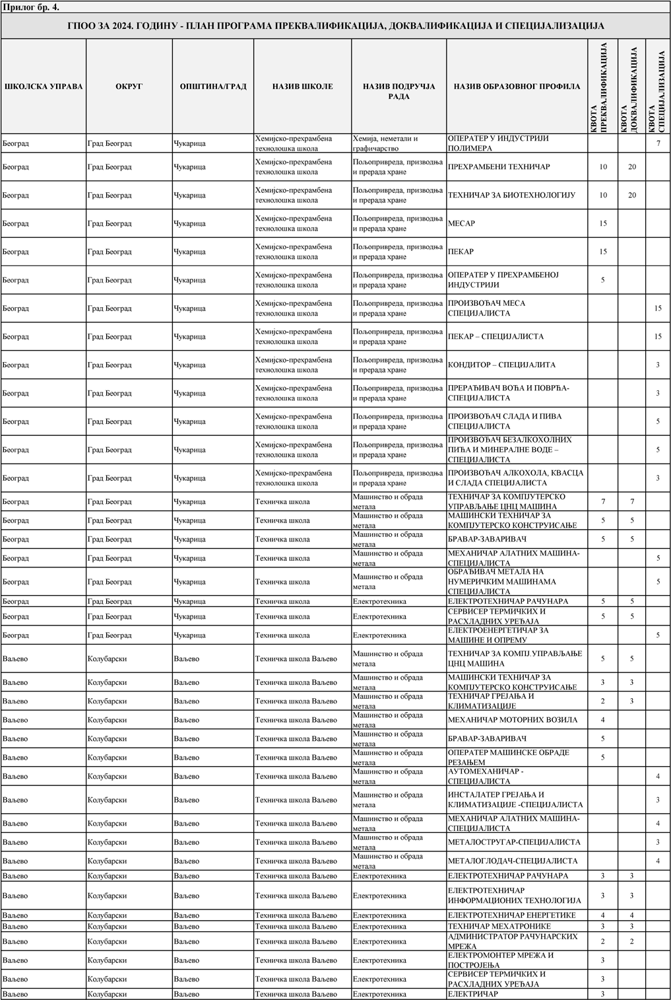 Прилог бр. 4.
ГПОО ЗА 2024. ГОДИНУ - ПЛАН ПРОГРАМА ПРЕКВАЛИФИКАЦИЈА, ДОКВАЛИФИКАЦИЈА И СПЕЦИЈАЛИЗАЦИЈА
ШКОЛСКА УПРАВА ОКРУГ ОПШТИНА/ГРАД НАЗИВ ШКОЛЕ НАЗИВ ПОДРУЧЈА РАДА НАЗИВ ОБРАЗОВНОГ ПРОФИЛА КВОТА ПРЕКВАЛИФИКАЦИЈА КВОТА ДОКВАЛИФИКАЦИЈА КВОТА СПЕЦИЈАЛИЗАЦИЈА
Београд Град Београд Чукарица Хемијско-прехрамбена технолошка школа Хемија, неметали и графичарство ОПЕРАТЕР У ИНДУСТРИЈИ ПОЛИМЕРА 7
Београд Град Београд Чукарица Хемијско-прехрамбена технолошка школа Пољопривреда, призводња и прерада хране ПРЕХРАМБЕНИ ТЕХНИЧАР 10 20
Београд Град Београд Чукарица Хемијско-прехрамбена технолошка школа Пољопривреда, призводња и прерада хране ТЕХНИЧАР ЗА БИОТЕХНОЛОГИЈУ 10 20
Београд Град Београд Чукарица Хемијско-прехрамбена технолошка школа Пољопривреда, призводња и прерада хране МЕСАР 15
Београд Град Београд Чукарица Хемијско-прехрамбена технолошка школа Пољопривреда, призводња и прерада хране ПЕКАР 15
Београд Град Београд Чукарица Хемијско-прехрамбена технолошка школа Пољопривреда, призводња и прерада хране ОПЕРАТЕР У ПРЕХРАМБЕНОЈ ИНДУСТРИЈИ 5
Београд Град Београд Чукарица Хемијско-прехрамбена технолошка школа Пољопривреда, призводња и прерада хране ПРОИЗВОЂАЧ МЕСА СПЕЦИЈАЛИСТА 15
Београд Град Београд Чукарица Хемијско-прехрамбена технолошка школа Пољопривреда, призводња и прерада хране ПЕКАР – СПЕЦИЈАЛИСТА 15
Београд Град Београд Чукарица Хемијско-прехрамбена технолошка школа Пољопривреда, призводња и прерада хране КОНДИТОР – СПЕЦИЈАЛИТА 3
Београд Град Београд Чукарица Хемијско-прехрамбена технолошка школа Пољопривреда, призводња и прерада хране ПРЕРАЂИВАЧ ВОЋА И ПОВРЋА-СПЕЦИЈАЛИСТА 3
Београд Град Београд Чукарица Хемијско-прехрамбена технолошка школа Пољопривреда, призводња и прерада хране ПРОИЗВОЂАЧ СЛАДА И ПИВА СПЕЦИЈАЛИСТА 5
Београд Град Београд Чукарица Хемијско-прехрамбена технолошка школа Пољопривреда, призводња и прерада хране ПРОИЗВОЂАЧ БЕЗАЛКОХОЛНИХ ПИЋА И МИНЕРАЛНЕ ВОДЕ – СПЕЦИЈАЛИСТА 5
Београд Град Београд Чукарица Хемијско-прехрамбена технолошка школа Пољопривреда, призводња и прерада хране ПРОИЗВОЂАЧ АЛКОХОЛА, КВАСЦА И СЛАДА СПЕЦИЈАЛИСТА 3
Београд Град Београд Чукарица Техничка школа Машинство и обрада метала ТЕХНИЧАР ЗА КОМПЈУТЕРСКО УПРАВЉАЊЕ ЦНЦ МАШИНА 7 7
Београд Град Београд Чукарица Техничка школа Машинство и обрада метала МАШИНСКИ ТЕХНИЧАР ЗА КОМПЈУТЕРСКО КОНСТРУИСАЊЕ 5 5
Београд Град Београд Чукарица Техничка школа Машинство и обрада метала БРАВАР-ЗАВАРИВАЧ 5 5
Београд Град Београд Чукарица Техничка школа Машинство и обрада метала МЕХАНИЧАР АЛАТНИХ МАШИНА-СПЕЦИЈАЛИСТА 5
Београд Град Београд Чукарица Техничка школа Машинство и обрада метала ОБРАЂИВАЧ МЕТАЛА НА НУМЕРИЧКИМ МАШИНАМА СПЕЦИЈАЛИСТА 5
Београд Град Београд Чукарица Техничка школа Електротехника ЕЛЕКТРОТЕХНИЧАР РАЧУНАРА 5 5
Београд Град Београд Чукарица Техничка школа Електротехника СЕРВИСЕР ТЕРМИЧКИХ И РАСХЛАДНИХ УРЕЂАЈА 5 5
Београд Град Београд Чукарица Техничка школа Електротехника ЕЛЕКТРОЕНЕРГЕТИЧАР ЗА МАШИНЕ И ОПРЕМУ 5
Ваљево Колубарски Ваљево Техничка школа Ваљево Машинство и обрада метала ТЕХНИЧАР ЗА КОМПЈ.УПРАВЉАЊЕ ЦНЦ МАШИНА 5 5
Ваљево Колубарски Ваљево Техничка школа Ваљево Машинство и обрада метала МАШИНСКИ ТЕХНИЧАР ЗА КОМПЈУТЕРСКО КОНСТРУИСАЊЕ 3 3
Ваљево Колубарски Ваљево Техничка школа Ваљево Машинство и обрада метала ТЕХНИЧАР ГРЕЈАЊА И КЛИМАТИЗАЦИЈЕ 2 3
Ваљево Колубарски Ваљево Техничка школа Ваљево Машинство и обрада метала МЕХАНИЧАР МОТОРНИХ ВОЗИЛА 4
Ваљево Колубарски Ваљево Техничка школа Ваљево Машинство и обрада метала БРАВАР-ЗАВАРИВАЧ 5
Ваљево Колубарски Ваљево Техничка школа Ваљево Машинство и обрада метала ОПЕРАТЕР МАШИНСКЕ ОБРАДЕ РЕЗАЊЕМ 5
Ваљево Колубарски Ваљево Техничка школа Ваљево Машинство и обрада метала АУТОМЕХАНИЧАР - СПЕЦИЈАЛИСТА 4
Ваљево Колубарски Ваљево Техничка школа Ваљево Машинство и обрада метала ИНСТАЛАТЕР ГРЕЈАЊА И КЛИМАТИЗАЦИЈЕ -СПЕЦИЈАЛИСТА 3
Ваљево Колубарски Ваљево Техничка школа Ваљево Машинство и обрада метала МЕХАНИЧАР АЛАТНИХ МАШИНА-СПЕЦИЈАЛИСТА 4
Ваљево Колубарски Ваљево Техничка школа Ваљево Машинство и обрада метала МЕТАЛОСТРУГАР-СПЕЦИЈАЛИСТА 3
Ваљево Колубарски Ваљево Техничка школа Ваљево Машинство и обрада метала МЕТАЛОГЛОДАЧ-СПЕЦИЈАЛИСТА 4
Ваљево Колубарски Ваљево Техничка школа Ваљево Електротехника ЕЛЕКТРОТЕХНИЧАР РАЧУНАРА 3 3
Ваљево Колубарски Ваљево Техничка школа Ваљево Електротехника ЕЛЕКТРОТЕХНИЧАР ИНФОРМАЦИОНИХ ТЕХНОЛОГИЈА 3 3
Ваљево Колубарски Ваљево Техничка школа Ваљево Електротехника ЕЛЕКТРОТЕХНИЧАР ЕНЕРГЕТИКЕ 4 4
Ваљево Колубарски Ваљево Техничка школа Ваљево Електротехника ТЕХНИЧАР МЕХАТРОНИКЕ 3 3
Ваљево Колубарски Ваљево Техничка школа Ваљево Електротехника АДМИНИСТРАТОР РАЧУНАРСКИХ МРЕЖА 2 2
Ваљево Колубарски Ваљево Техничка школа Ваљево Електротехника ЕЛЕКТРОМОНТЕР МРЕЖА И ПОСТРОЈЕЊА 3
Ваљево Колубарски Ваљево Техничка школа Ваљево Електротехника СЕРВИСЕР ТЕРМИЧКИХ И РАСХЛАДНИХ УРЕЂАЈА 3
Ваљево Колубарски Ваљево Техничка школа Ваљево Електротехника ЕЛЕКТРИЧАР 3